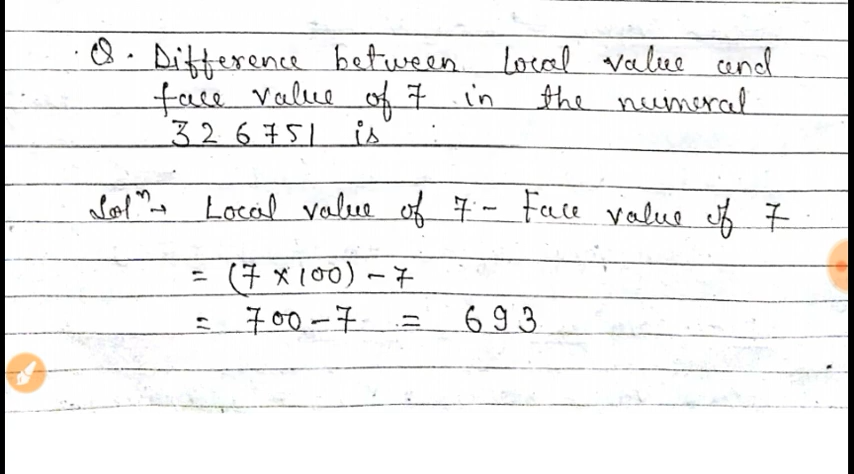 Q. Difference between Local value and
face value of 7 in the numeral
326751 is :
Solⁿ→ Local value of 7 - Face value of 7
= (7 × 100) - 7
= 700 - 7 = 693